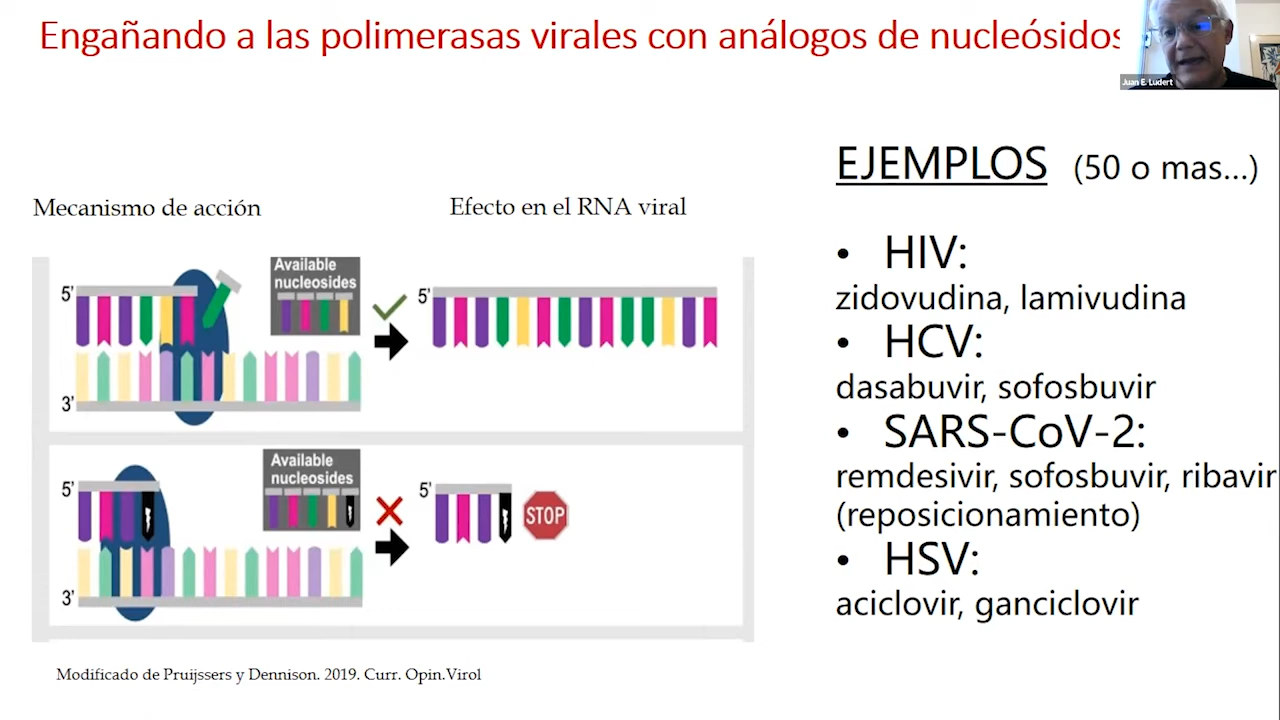 Engañando a las polimerasas virales con análogos de nucleósidos
Juan E. Ludert
EJEMPLOS (50 o mas...)
Mecanismo de acción
Efecto en el RNA viral
• HIV:
zidovudina, lamivudina
• HCV:
dasabuvir, sofosbuvir
• SARS-CoV-2:
remdesivir, sofosbuvir, ribavir
(reposicionamiento)
• HSV:
aciclovir, ganciclovir
5'
Available
nucleosides
5'
3'
5'
Available
nucleosides
5'
STOP
3'
Modificado de Pruijssers y Dennison. 2019. Curr. Opin.Virol